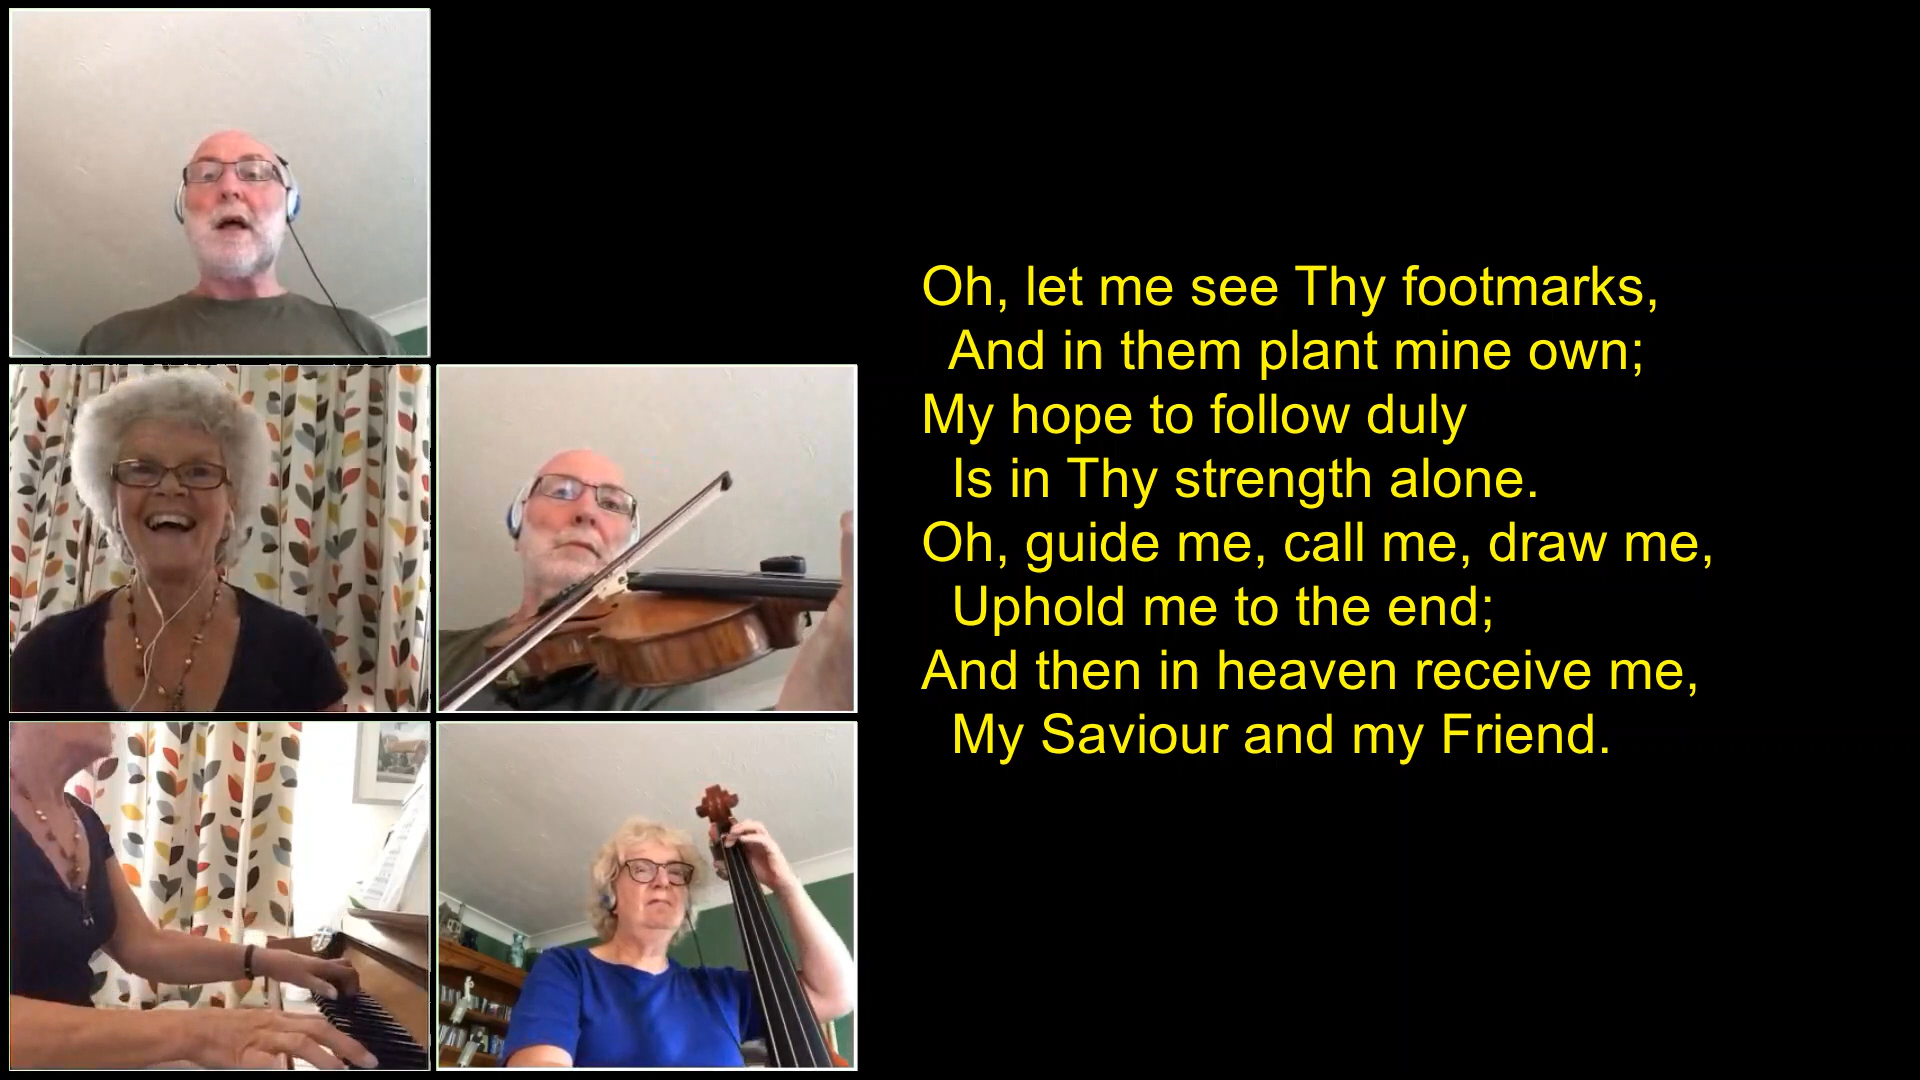 Oh, let me see Thy footmarks,
And in them plant mine own;
My hope to follow duly
Is in Thy strength alone.
Oh, guide me, call me, draw me,
Uphold me to the end;
And then in heaven receive me,
My Saviour and my Friend.